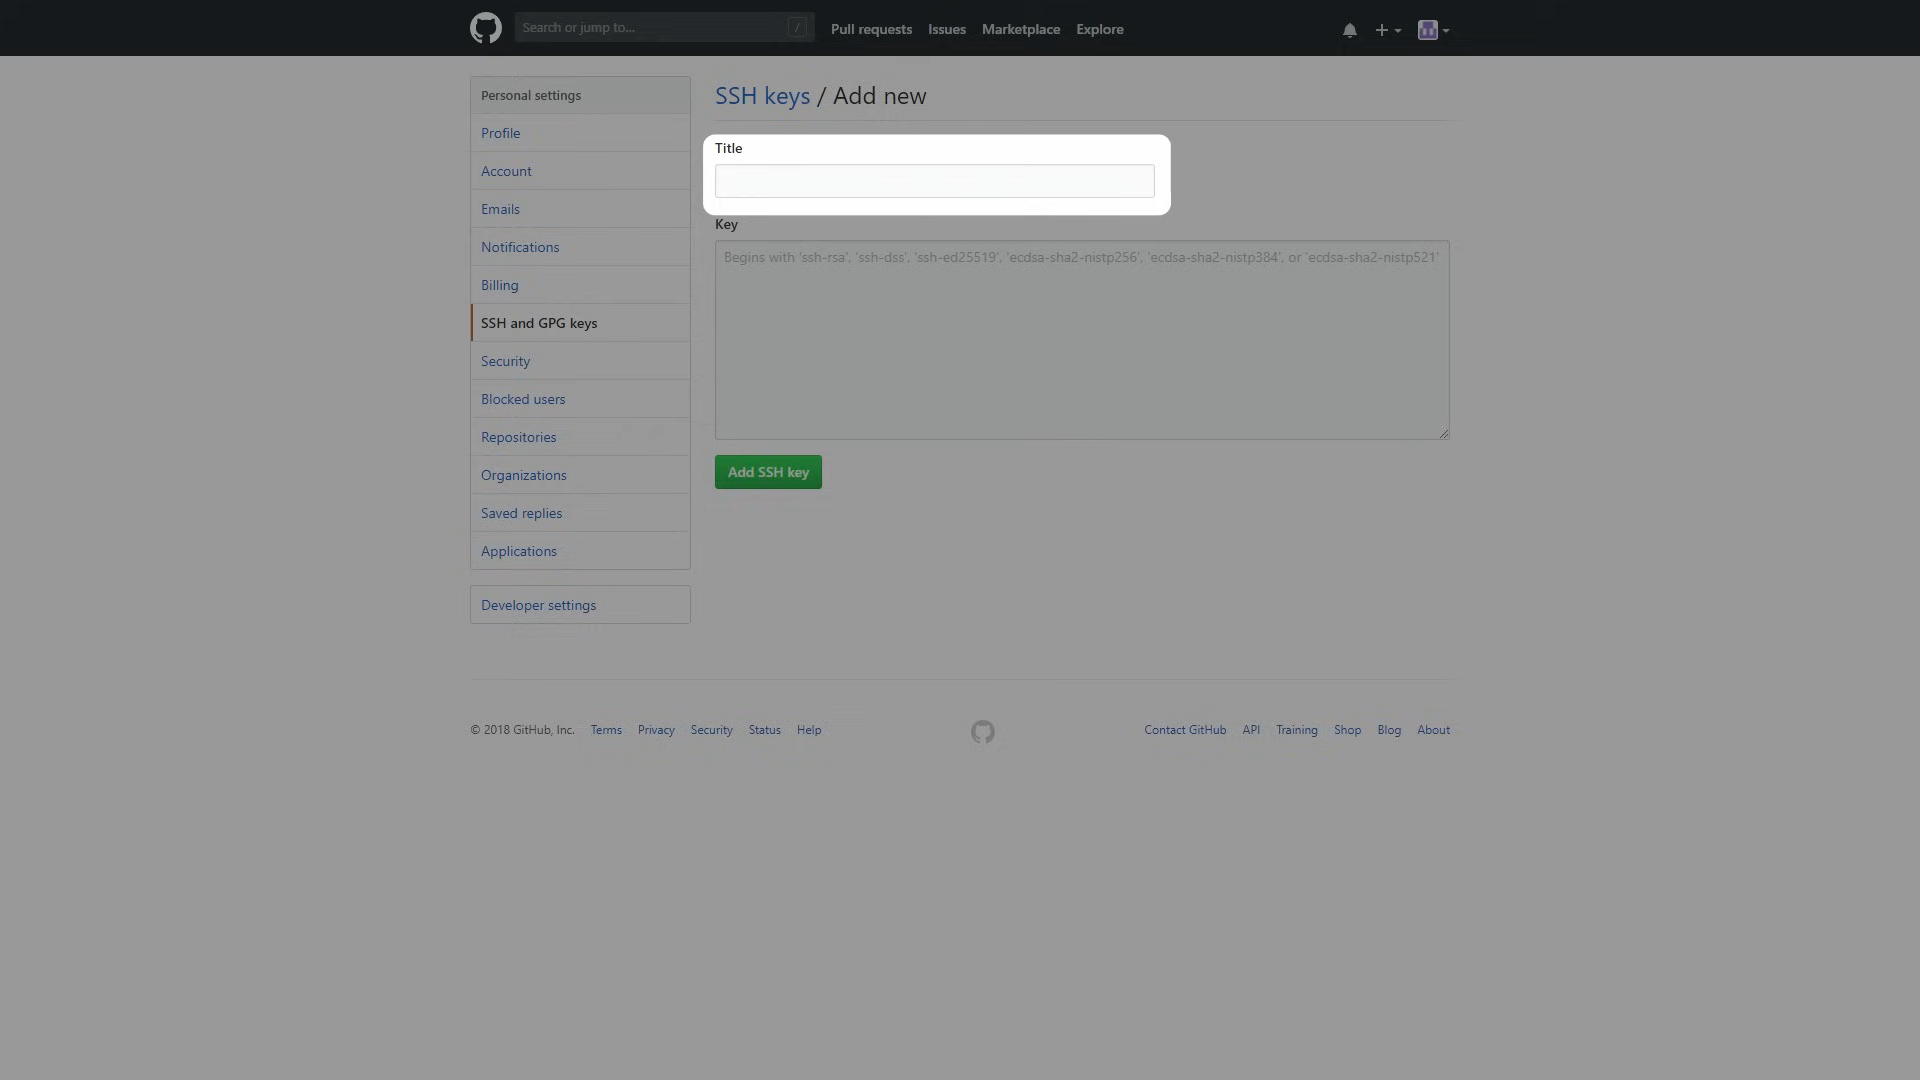 Search or jump to...
/
Pull requests
Issues
Marketplace
Explore
Personal settings
Profile
Account
Emails
Notifications
Billing
SSH and GPG keys
Security
Blocked users
Repositories
Organizations
Saved replies
Applications
Developer settings
SSH keys / Add new
Title
Key
Begins with 'ssh-rsa', 'ssh-dss', 'ssh-ed25519', 'ecdsa-sha2-nistp256', 'ecdsa-sha2-nistp384', or 'ecdsa-sha2-nistp521'
Add SSH key
© 2018 GitHub, Inc. Terms Privacy Security Status Help
Contact GitHub API Training Shop Blog About